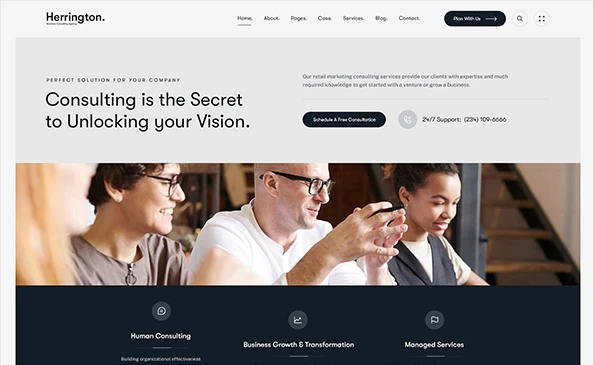 Herrington.
Business Consulting Agency
Home. About. Pages. Case. Services. Blog. Contact.
Plan With Us
PERFECT SOLUTION FOR YOUR COMPANY
Consulting is the Secret
to Unlocking your Vision.
Our retail marketing consulting services provide our clients with expertise and much
required knowledge to get started with a venture or grow a business.
Schedule A Free Consultation
24/7 Support: (234) 109-6666
Human Consulting
Building organizational effectiveness
Business Growth & Transformation
Managed Services